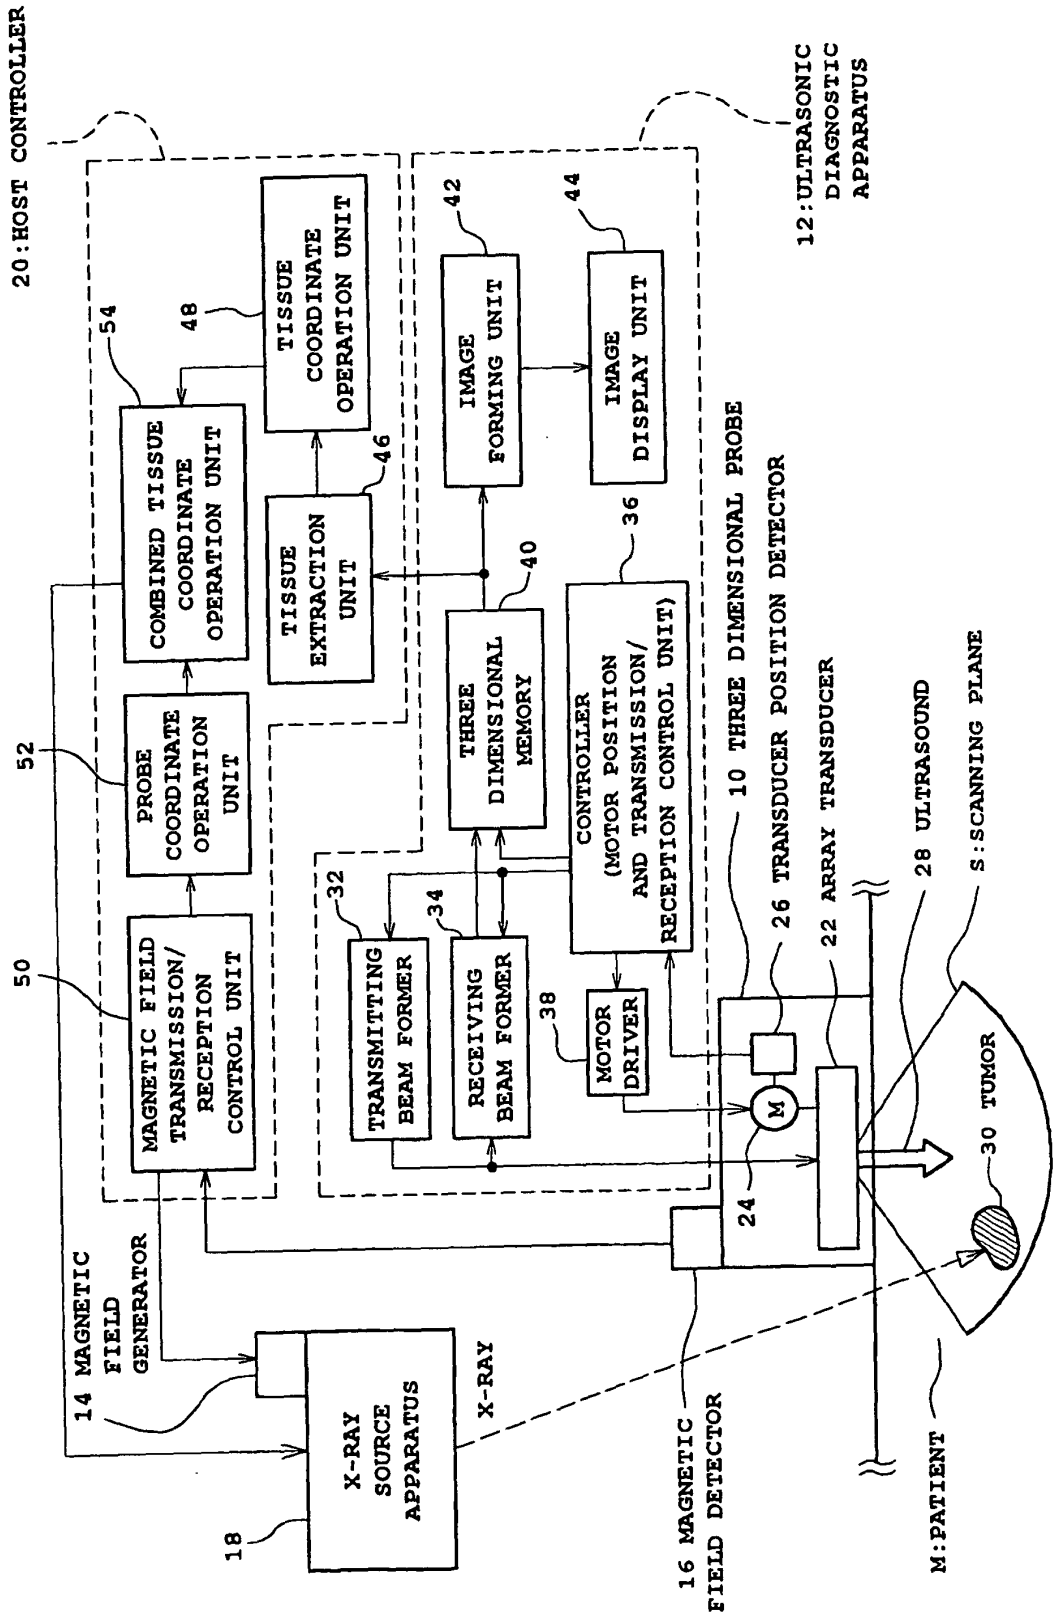 20:HOST CONTROLLER
54
COMBINED TISSUE
COORDINATE
OPERATION UNIT
48
TISSUE
COORDINATE
OPERATION UNIT
52
PROBE
COORDINATE
OPERATION
UNIT
46
TISSUE
EXTRACTION
UNIT
50
MAGNETIC FIELD
TRANSMISSION/
RECEPTION
CONTROL UNIT
12:ULTRASONIC
DIAGNOSTIC
APPARATUS
42
IMAGE
FORMING UNIT
44
IMAGE
DISPLAY UNIT
40
THREE
DIMENSIONAL
MEMORY
36
CONTROLLER
(MOTOR POSITION
AND TRANSMISSION/
RECEPTION CONTROL UNIT)
32
TRANSMITTING
BEAM FORMER
34
RECEIVING
BEAM FORMER
38
MOTOR
DRIVER
14 MAGNETIC
FIELD
GENERATOR
18
X-RAY
SOURCE
APPARATUS
X-RAY
16 MAGNETIC
FIELD DETECTOR
24
M
10 THREE DIMENSIONAL PROBE
26 TRANSDUCER POSITION DETECTOR
22 ARRAY TRANSDUCER
28 ULTRASOUND
S:SCANNING PLANE
30 TUMOR
M:PATIENT